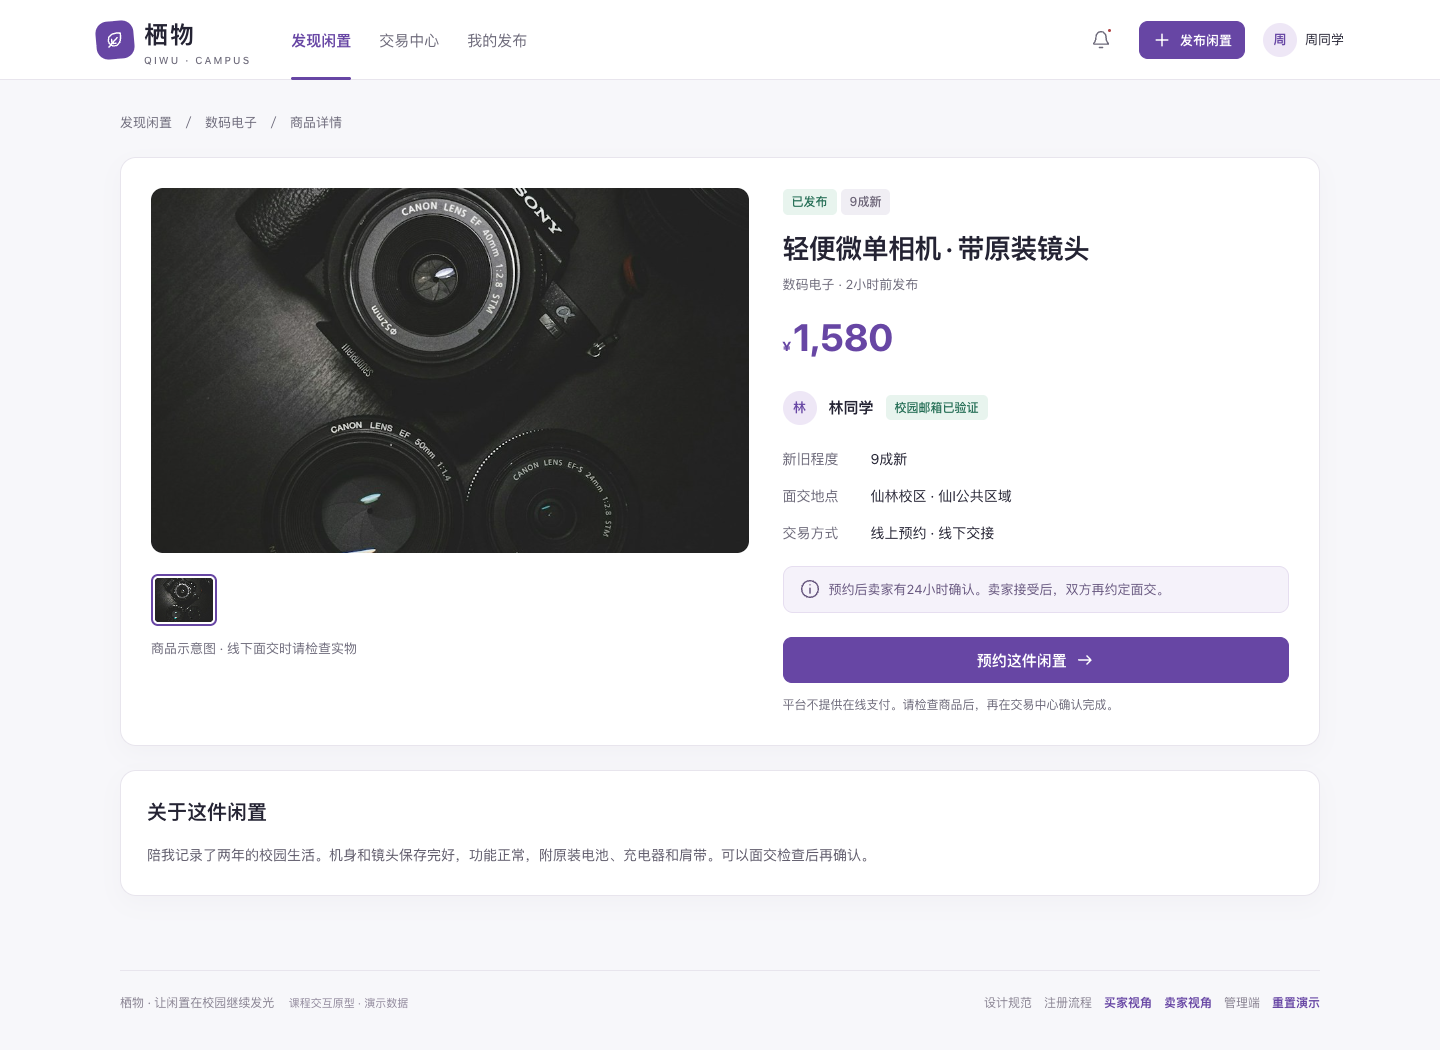 栖物
QIWU · CAMPUS
发现闲置
交易中心
我的发布
发布闲置
周
周同学
发现闲置 / 数码电子 / 商品详情
SONY
CANON LENS EF 40mm 1:2.8 STM
Ø52mm
α
CANON LENS EF 50mm 1:1.4
CANON LENS EF-S 24mm 1:2.8 STM
商品示意图 · 线下面交时请检查实物
已发布
9成新
轻便微单相机 · 带原装镜头
数码电子 · 2小时前发布
¥1,580
林
林同学
校园邮箱已验证
新旧程度 9成新
面交地点 仙林校区 · 仙I公共区域
交易方式 线上预约 · 线下交接
预约后卖家有24小时确认。卖家接受后，双方再约定面交。
预约这件闲置 →
平台不提供在线支付。请检查商品后，再在交易中心确认完成。
关于这件闲置
陪我记录了两年的校园生活。机身和镜头保存完好，功能正常，附原装电池、充电器和肩带。可以面交检查后再确认。
栖物 · 让闲置在校园继续发光 课程交互原型 · 演示数据
设计规范 注册流程 买家视角 卖家视角 管理端 重置演示